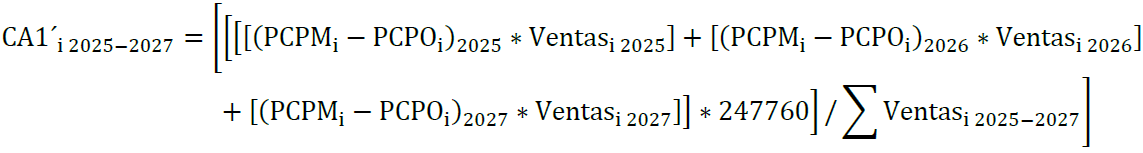 CA1´i 2025−2027 = [[[[(PCPMi − PCPOi)2025 * Ventasi 2025] + [(PCPMi − PCPOi)2026 * Ventasi 2026]
+ [(PCPMi − PCPOi)2027 * Ventasi 2027]] * 247760] / ∑ Ventasi 2025−2027]